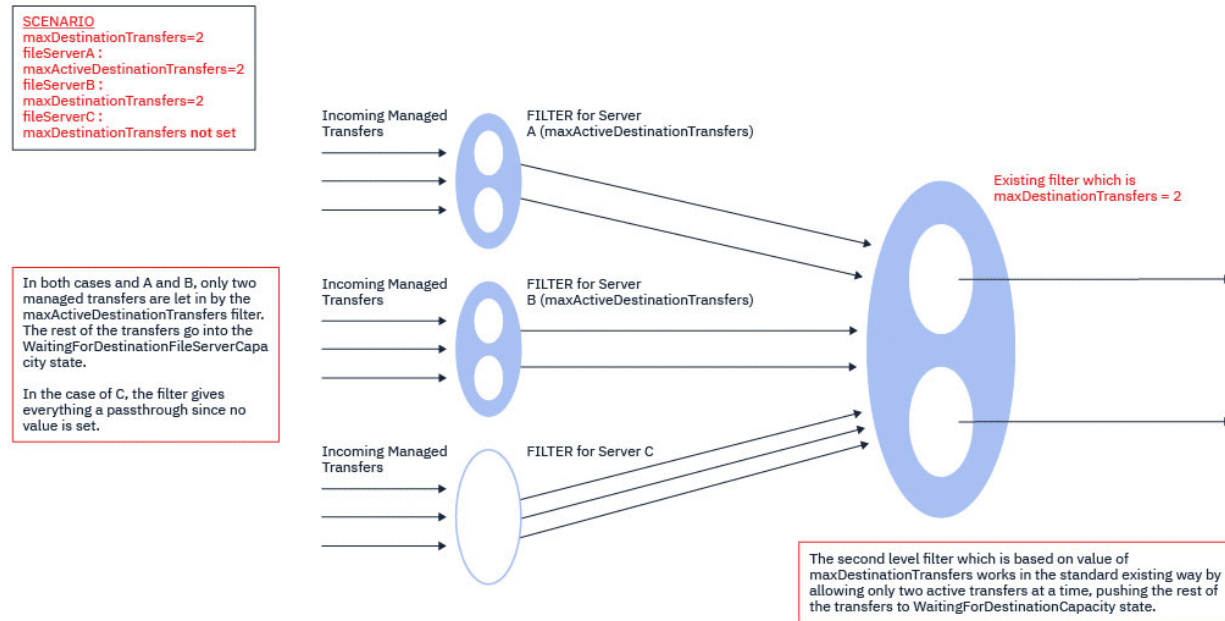 SCENARIO
maxDestinationTransfers=2
fileServerA :
maxActiveDestinationTransfers=2
fileServerB :
maxDestinationTransfers=2
fileServerC :
maxDestinationTransfers not set
Incoming Managed
Transfers
FILTER for Server
A (maxActiveDestinationTransfers)
Existing filter which is
maxDestinationTransfers = 2
In both cases and A and B, only two
managed transfers are let in by the
maxActiveDestinationTransfers filter.
The rest of the transfers go into the
WaitingForDestinationFileServerCapa
city state.
In the case of C, the filter gives
everything a passthrough since no
value is set.
Incoming Managed
Transfers
FILTER for Server
B (maxActiveDestinationTransfers)
Incoming Managed
Transfers
FILTER for Server C
The second level filter which is based on value of
maxDestinationTransfers works in the standard existing way by
allowing only two active transfers at a time, pushing the rest of
the transfers to WaitingForDestinationCapacity state.